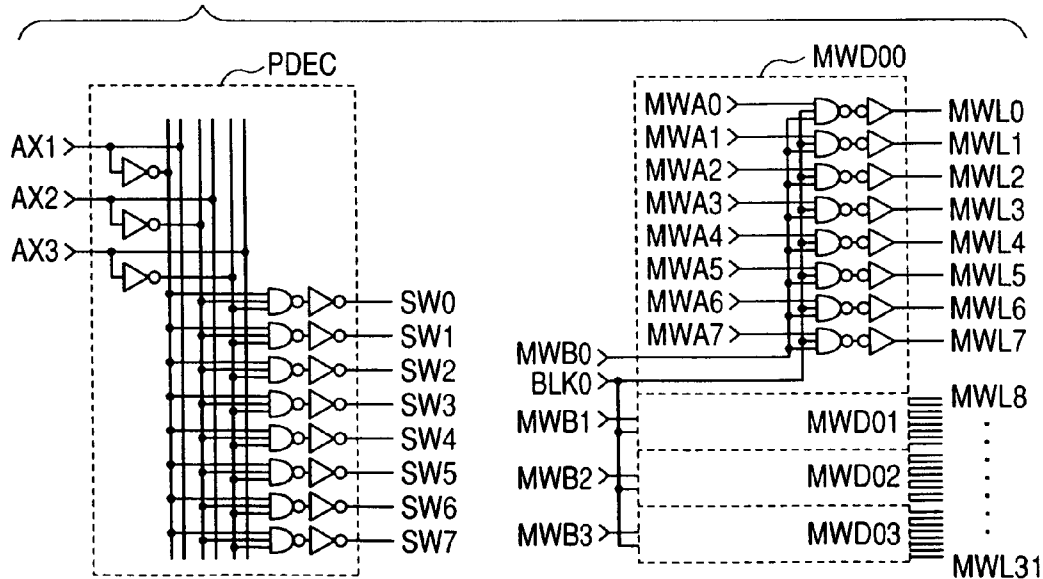 PDEC
AX1
AX2
AX3
SW0
SW1
SW2
SW3
SW4
SW5
SW6
SW7
MWD00
MWA0 MWL0
MWA1 MWL1
MWA2 MWL2
MWA3 MWL3
MWA4 MWL4
MWA5 MWL5
MWA6 MWL6
MWA7 MWL7
MWB0
BLK0
MWL8
MWB1 MWD01
MWB2 MWD02
MWB3 MWD03
MWL31